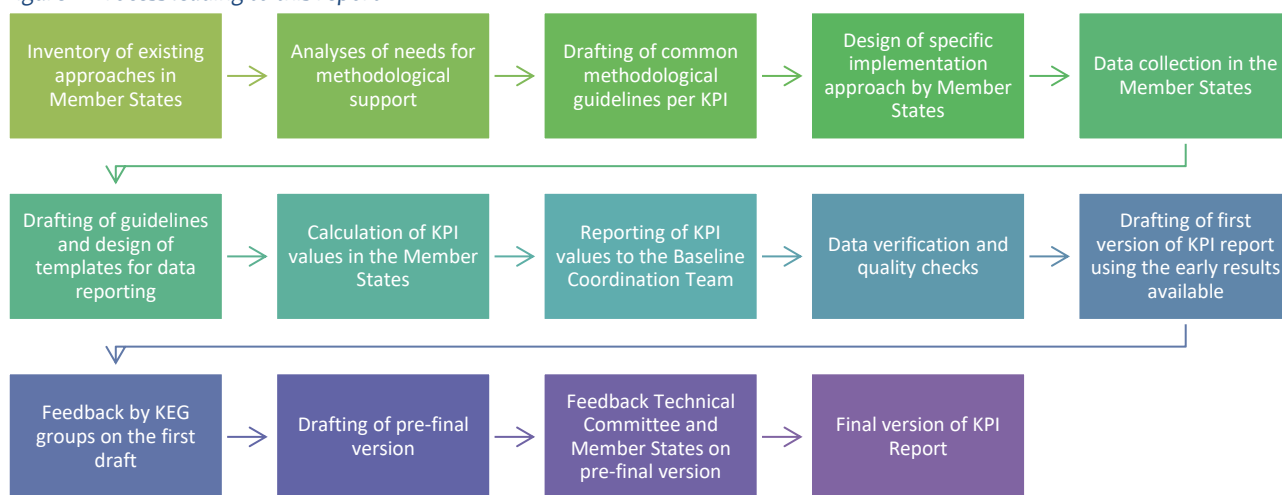 Inventory of existing
approaches in
Member States
Analyses of needs for
methodological
support
Drafting of common
methodological
guidelines per KPI
Design of specific
implementation
approach by Member
States
Data collection in the
Member States
Drafting of guidelines
and design of
templates for data
reporting
Calculation of KPI
values in the Member
States
Reporting of KPI
values to the Baseline
Coordination Team
Data verification and
quality checks
Drafting of first
version of KPI report
using the early results
available
Feedback by KEG
groups on the first
draft
Drafting of pre-final
version
Feedback Technical
Committee and
Member States on
pre-final version
Final version of KPI
Report